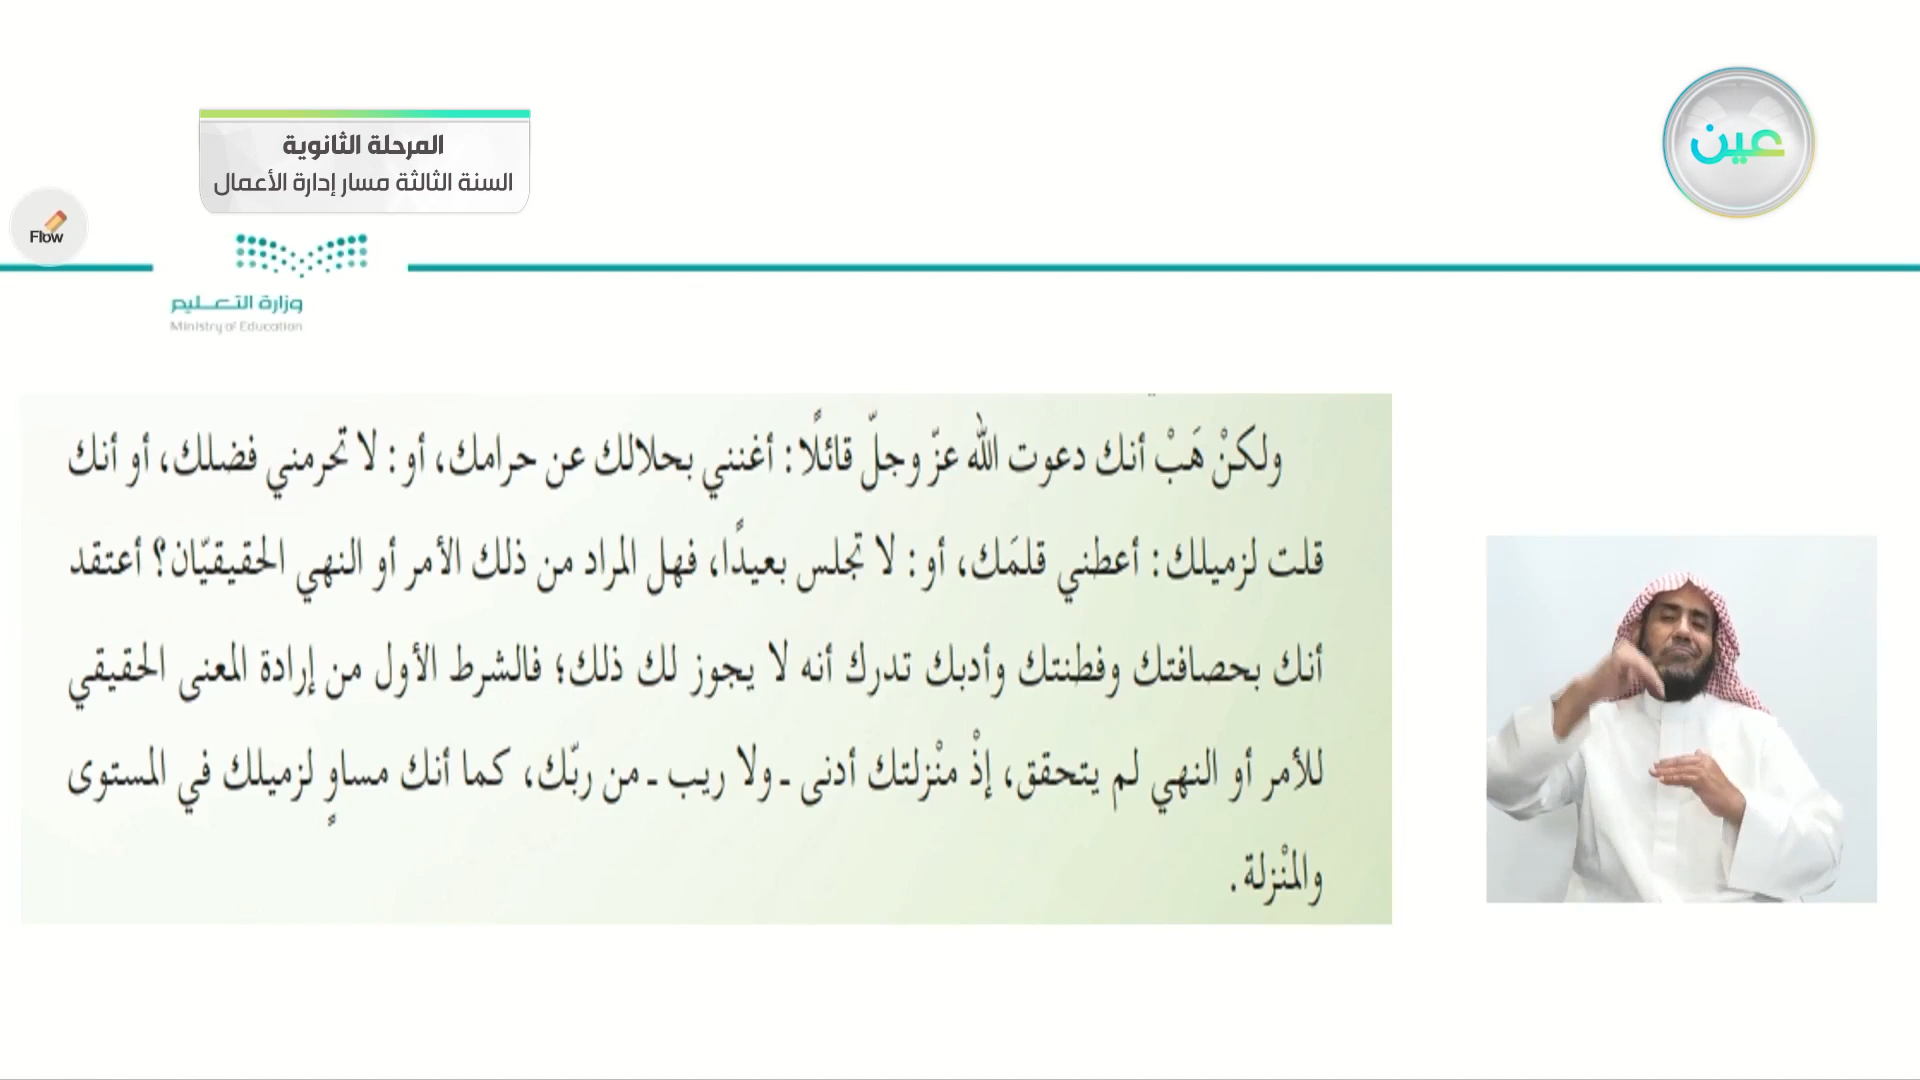 عين
المرحلة الثانوية
السنة الثالثة مسار إدارة الأعمال
Flow
وزارة التعليم
Ministry of Education
ولكنْ هَبْ أنك دعوت الله عزّ وجلّ قائلًا: أغنني بحلالك عن حرامك، أو: لا تحرمني فضلك، أو أنك
قلت لزميلك: أعطني قلمَك، أو: لا تجلس بعيدًا، فهل المراد من ذلك الأمر أو النهي الحقيقيّان؟ أعتقد
أنك بحصافتك وفطنتك وأدبك تدرك أنه لا يجوز لك ذلك؛ فالشرط الأول من إرادة المعنى الحقيقي
للأمر أو النهي لم يتحقق، إذْ منْزلتك أدنى ـ ولا ريب ـ من ربّك، كما أنك مساوٍ لزميلك في المستوى
والمنْزلة.